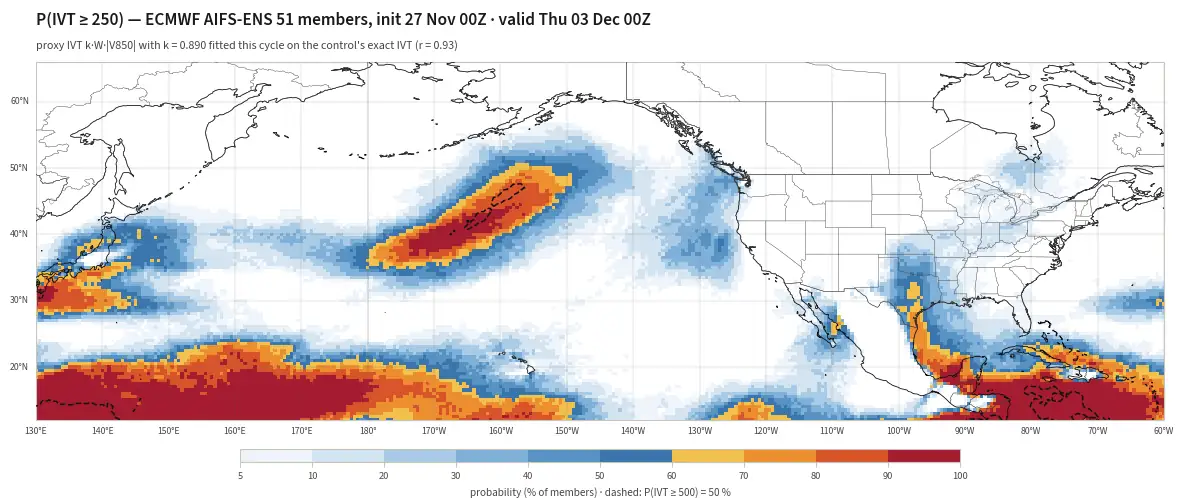 P(IVT ≥ 250) — ECMWF AIFS-ENS 51 members, init 27 Nov 00Z · valid Thu 03 Dec 00Z
proxy IVT k·W·|V850| with k = 0.890 fitted this cycle on the control's exact IVT (r = 0.93)
60°N
50°N
40°N
30°N
20°N
130°E 140°E 150°E 160°E 170°E 180° 170°W 160°W 150°W 140°W 130°W 120°W 110°W 100°W 90°W 80°W 70°W 60°W
5 10 20 30 40 50 60 70 80 90 100
probability (% of members) · dashed: P(IVT ≥ 500) = 50 %